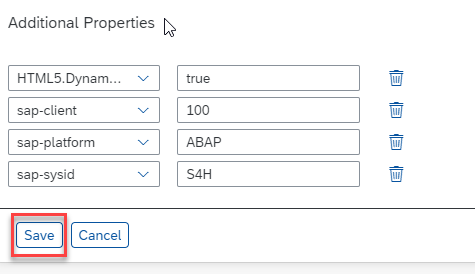 Additional Properties
HTML5.Dynam... true
sap-client 100
sap-platform ABAP
sap-sysid S4H
Save Cancel